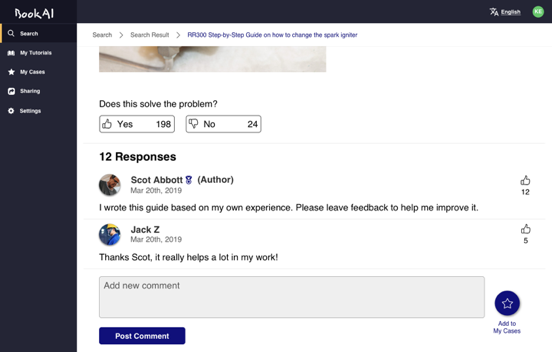 BookAI
English
KE
Search
My Tutorials
My Cases
Sharing
Settings
Search > Search Result > RR300 Step-by-Step Guide on how to change the spark igniter
Does this solve the problem?
Yes 198
No 24
12 Responses
Scot Abbott (Author)
Mar 20th, 2019
12
I wrote this guide based on my own experience. Please leave feedback to help me improve it.
Jack Z
Mar 20th, 2019
5
Thanks Scot, it really helps a lot in my work!
Add new comment
Post Comment
Add to
My Cases